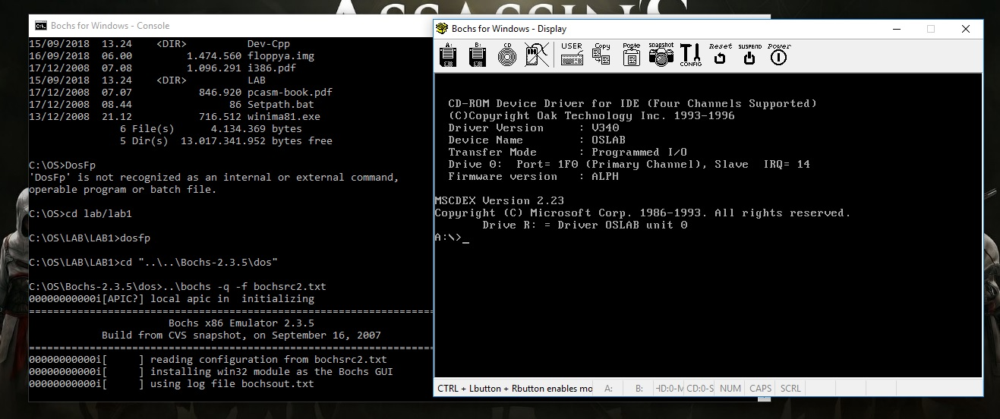 ASSASSIN'S
Bochs for Windows - Console
15/09/2018  13.24    <DIR>          Dev-Cpp
16/09/2018  06.00         1.474.560 floppya.img
17/12/2008  07.08         1.096.291 i386.pdf
15/09/2018  13.24    <DIR>          LAB
17/12/2008  07.07           846.920 pcasm-book.pdf
17/12/2008  08.44                86 Setpath.bat
13/12/2008  21.12           716.512 winima81.exe
6 File(s)      4.134.369 bytes
5 Dir(s)  13.017.341.952 bytes free
C:\OS>DosFp
'DosFp' is not recognized as an internal or external command,
operable program or batch file.
C:\OS>cd lab/lab1
C:\OS\LAB\LAB1>dosfp
C:\OS\LAB\LAB1>cd "..\..\Bochs-2.3.5\dos"
C:\OS\Bochs-2.3.5\dos>..\bochs -q -f bochsrc2.txt
00000000000i[APIC?] local apic in  initializing
========================================================================
Bochs x86 Emulator 2.3.5
Build from CVS snapshot, on September 16, 2007
========================================================================
00000000000i[     ] reading configuration from bochsrc2.txt
00000000000i[     ] installing win32 module as the Bochs GUI
00000000000i[     ] using log file bochsout.txt
Bochs for Windows - Display
A: B: CD USER Copy Paste snapshot CONFIG Reset SUSPEND Power
CD-ROM Device Driver for IDE (Four Channels Supported)
(C)Copyright Oak Technology Inc. 1993-1996
Driver Version     : V340
Device Name        : OSLAB
Transfer Mode      : Programmed I/O
Drive 0:  Port= 1F0 (Primary Channel), Slave  IRQ= 14
Firmware version   : ALPH
MSCDEX Version 2.23
Copyright (C) Microsoft Corp. 1986-1993. All rights reserved.
Drive R: = Driver OSLAB unit 0
A:\>_
CTRL + Lbutton + Rbutton enables mo A: B: HD:0-M CD:0-S NUM CAPS SCRL